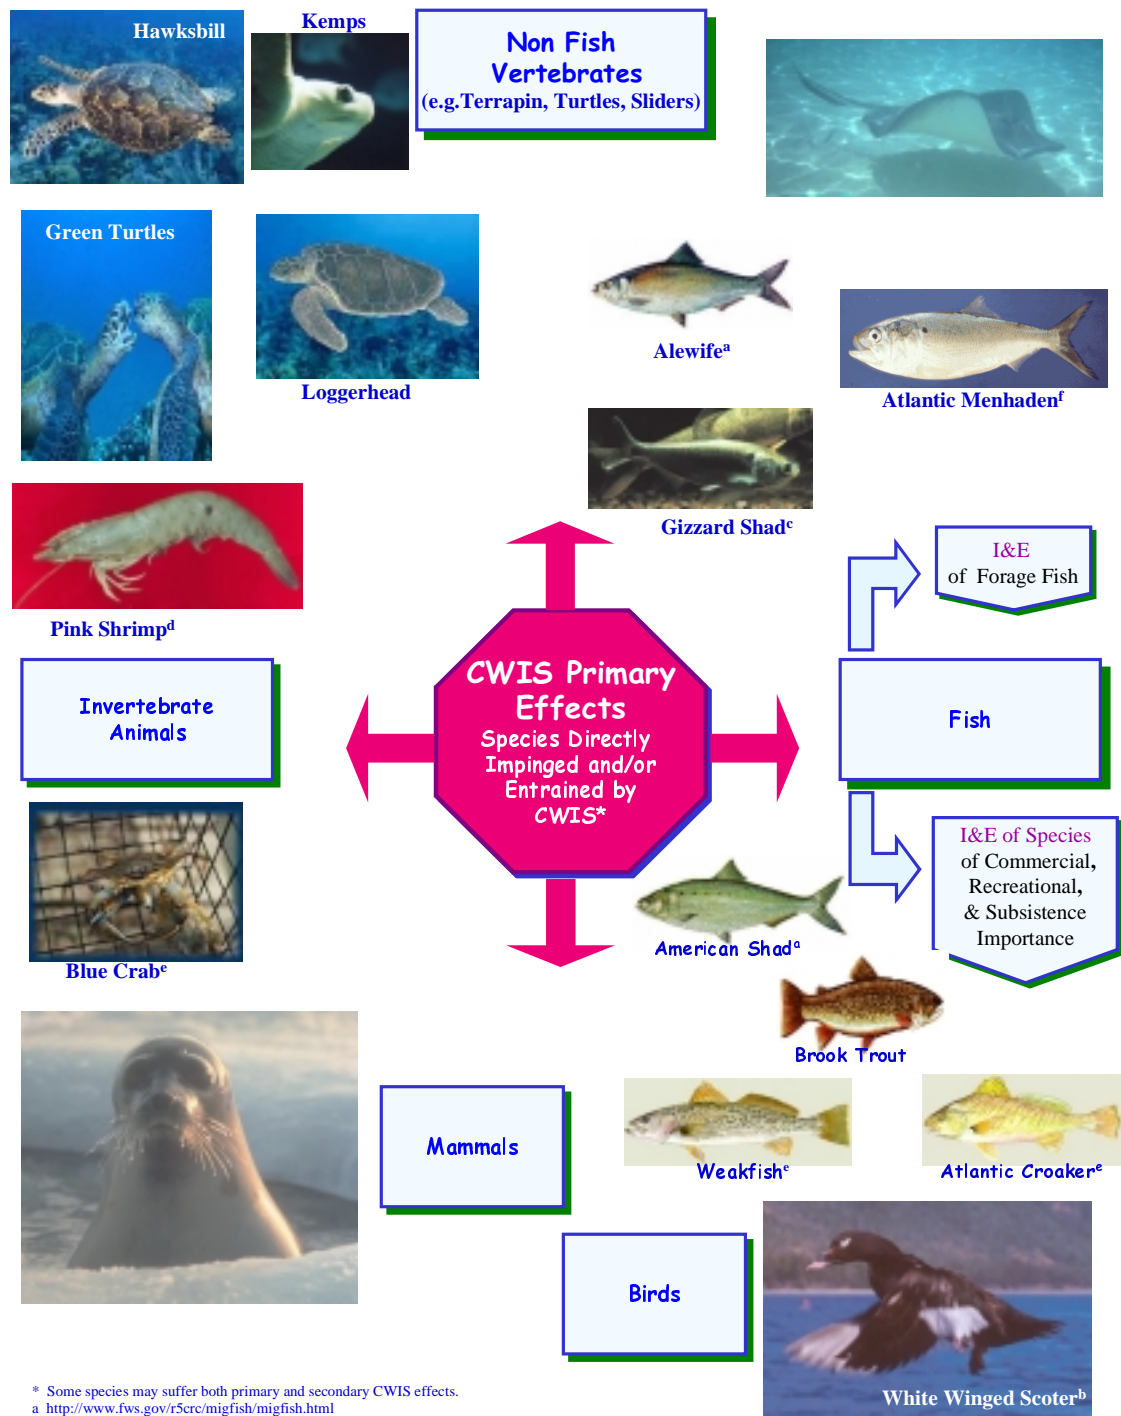 Hawksbill
Kemps
Non Fish
Vertebrates
(e.g.Terrapin, Turtles, Sliders)
Green Turtles
Loggerhead
Alewifeᵃ
Atlantic Menhadenᶠ
Gizzard Shadᶜ
Pink Shrimpᵈ
I&E
of Forage Fish
Invertebrate
Animals
CWIS Primary
Effects
Species Directly
Impinged and/or
Entrained by
CWIS*
Fish
I&E of Species
of Commercial,
Recreational,
& Subsistence
Importance
Blue Crabᵉ
American Shadᵃ
Brook Trout
Mammals
Weakfishᵉ
Atlantic Croakerᵉ
Birds
White Winged Scoterᵇ
* Some species may suffer both primary and secondary CWIS effects.
a http://www.fws.gov/r5crc/migfish/migfish.html